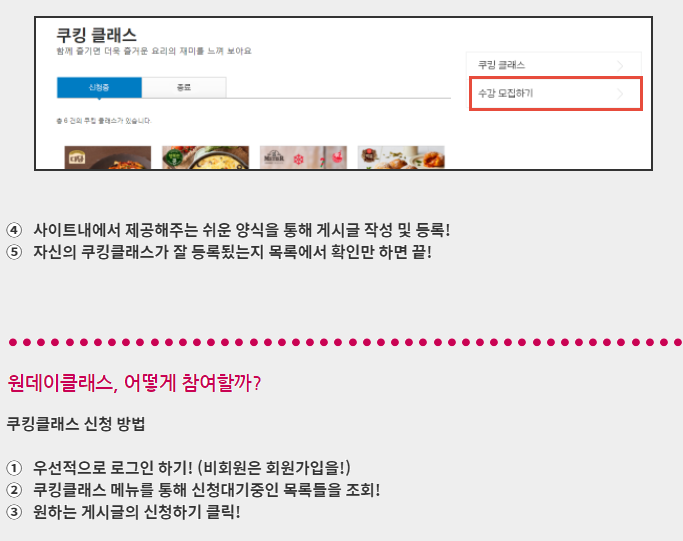 쿠킹 클래스
함께 즐기면 더욱 즐거운 요리의 재미를 느껴 보아요
신청중
종료
총 6 건의 쿠킹 클래스가 있습니다.
쿠킹 클래스
수강 모집하기
④ 사이트내에서 제공해주는 쉬운 양식을 통해 게시글 작성 및 등록!
⑤ 자신의 쿠킹클래스가 잘 등록됬는지 목록에서 확인만 하면 끝!
원데이클래스, 어떻게 참여할까?
쿠킹클래스 신청 방법
① 우선적으로 로그인 하기! (비회원은 회원가입을!)
② 쿠킹클래스 메뉴를 통해 신청대기중인 목록들을 조회!
③ 원하는 게시글의 신청하기 클릭!